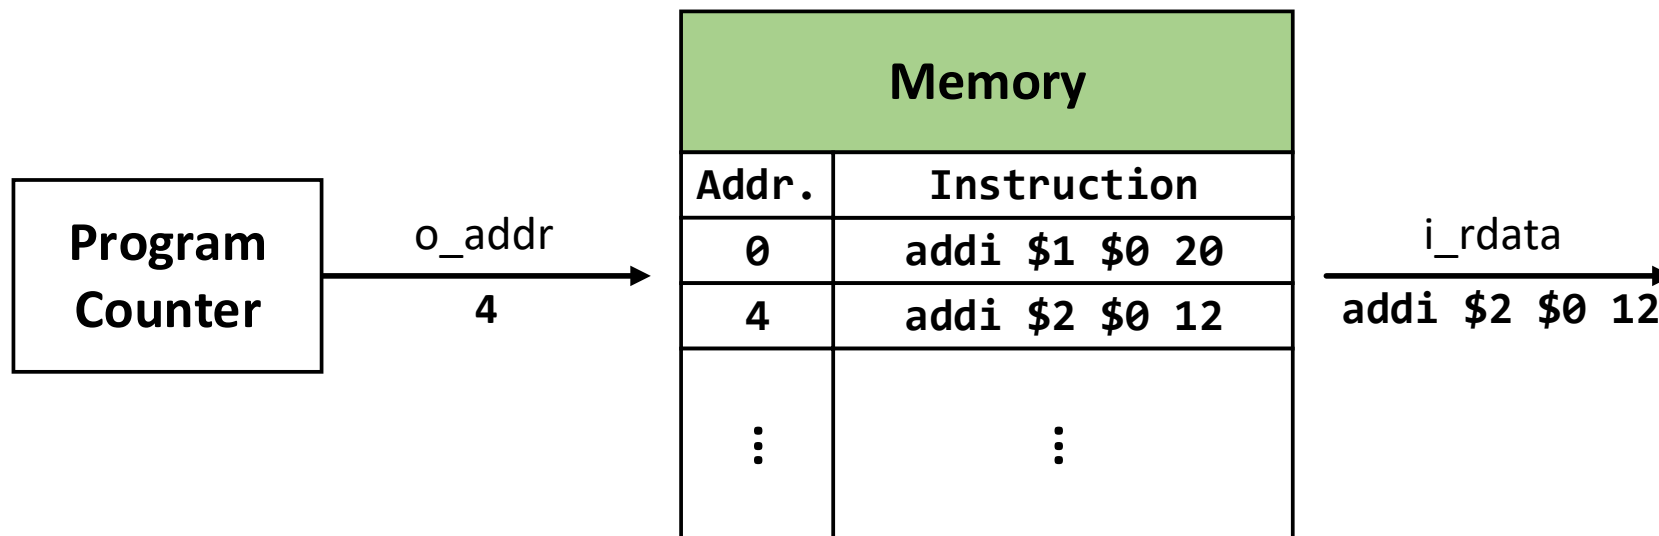 Memory
Addr. Instruction
0 addi $1 $0 20
4 addi $2 $0 12
⋮ ⋮
Program
Counter
o_addr
4
i_rdata
addi $2 $0 12